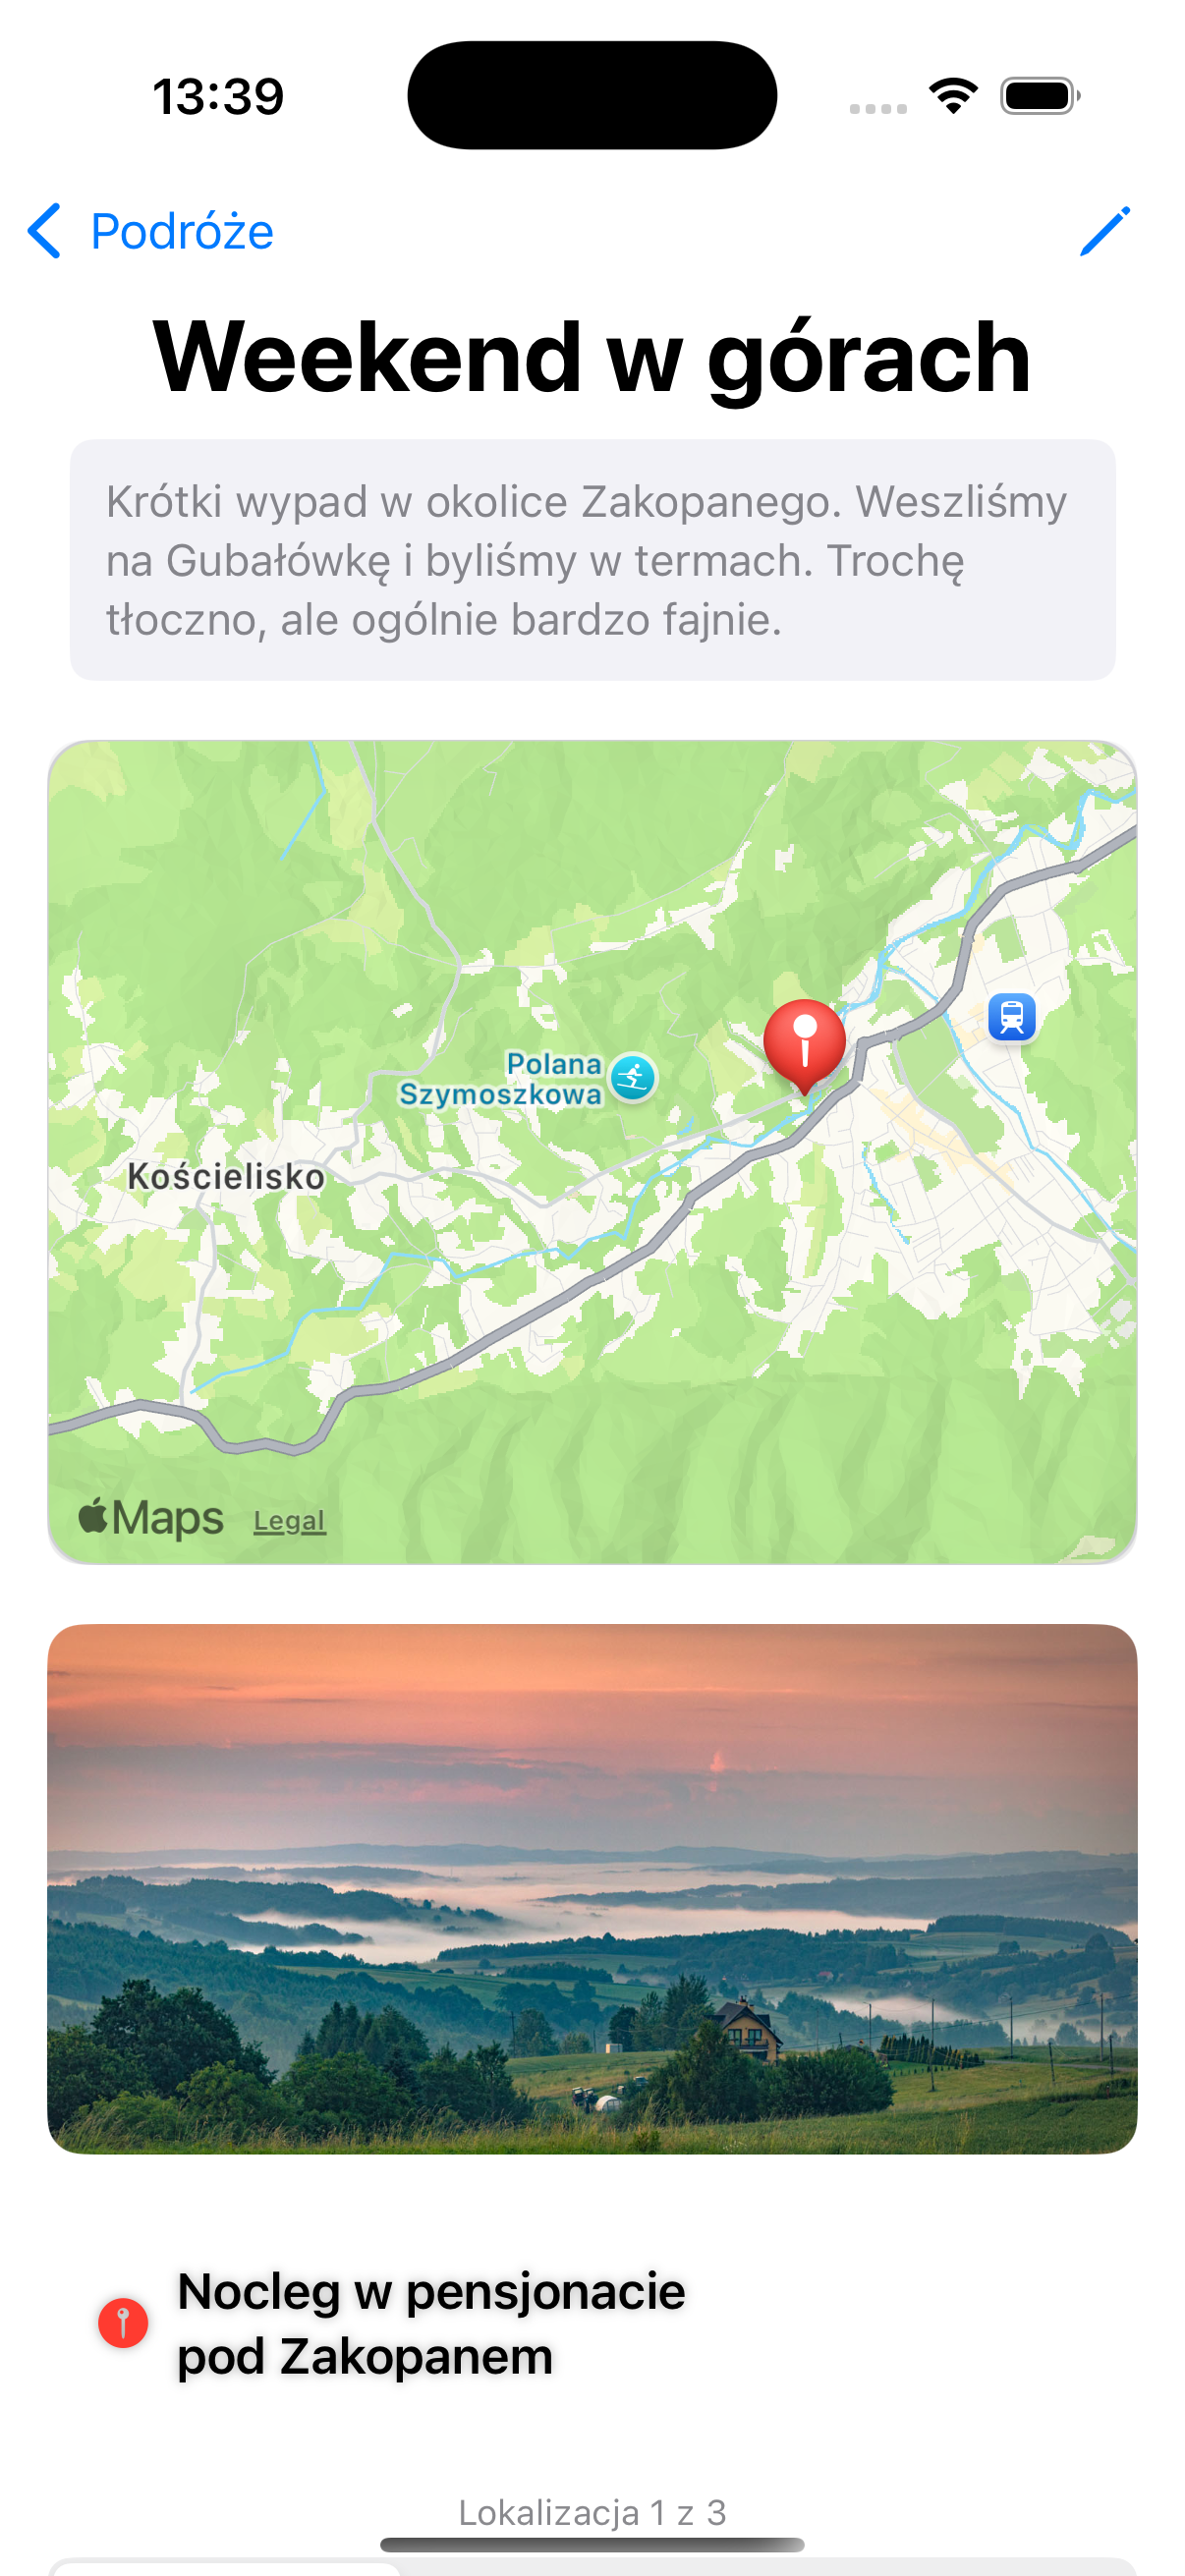 13:39
Podróże
Weekend w górach
Krótki wypad w okolice Zakopanego. Weszliśmy
na Gubałówkę i byliśmy w termach. Trochę
tłoczno, ale ogólnie bardzo fajnie.
Polana
Szymoszkowa
Kościelisko
Maps Legal
Nocleg w pensjonacie
pod Zakopanem
Lokalizacja 1 z 3